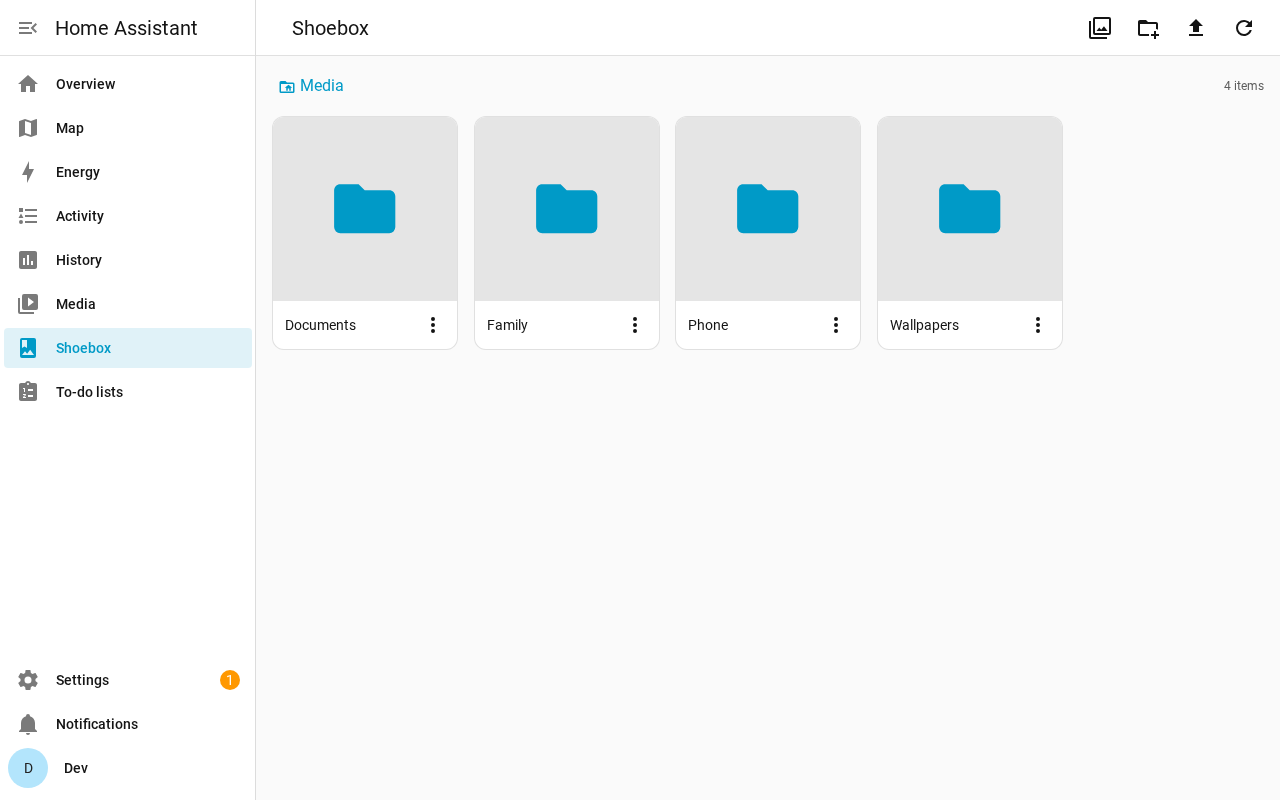 Home Assistant
Shoebox
Overview
Map
Energy
Activity
History
Media
Shoebox
To-do lists
Settings
1
Notifications
D
Dev
Media
4 items
Documents
Family
Phone
Wallpapers